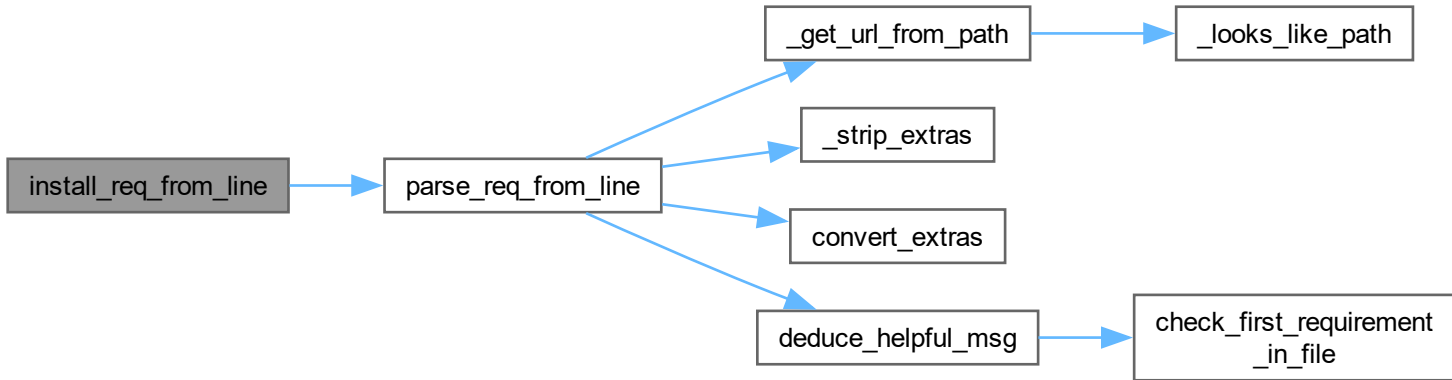 _get_url_from_path
_looks_like_path
_strip_extras
install_req_from_line
parse_req_from_line
convert_extras
deduce_helpful_msg
check_first_requirement
_in_file